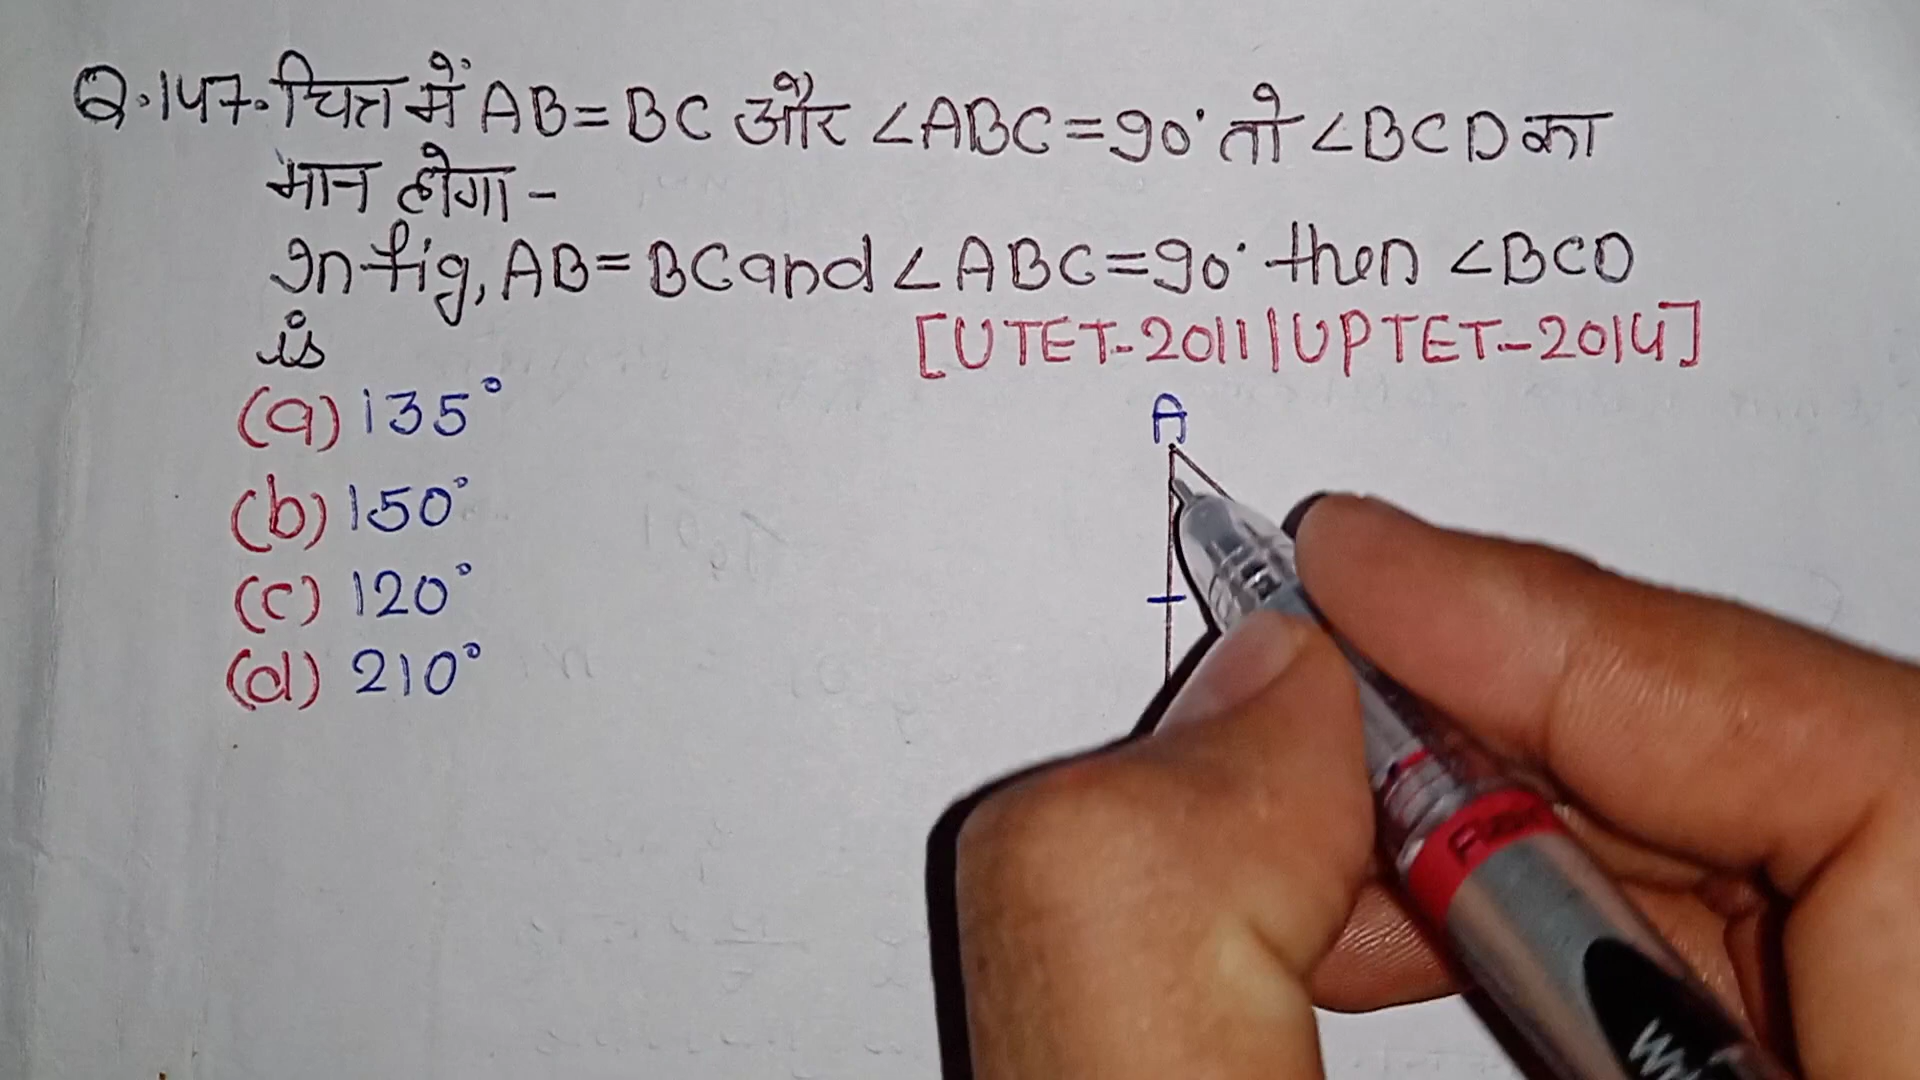 Q.147. चित्र में AB=BC और ∠ABC=90° तो ∠BCD का
मान होगा -
In fig, AB=BC and ∠ABC=90° then ∠BCD
is
[UTET-2011/UPTET-2014]
(a) 135°
(b) 150°
(c) 120°
(d) 210°
A